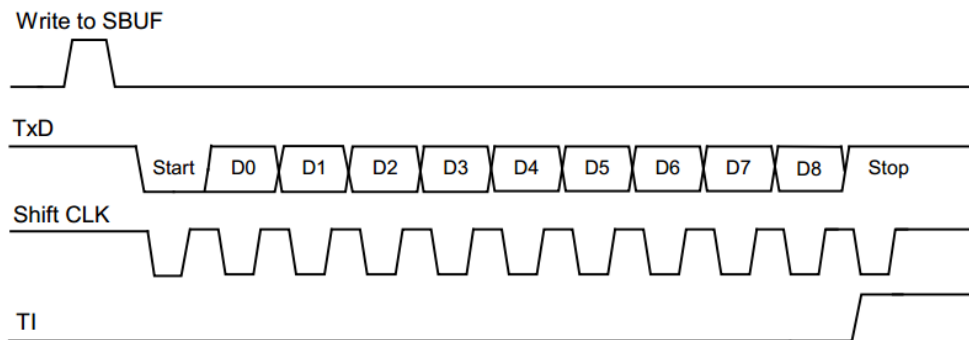 Write to SBUF
TxD
Start D0 D1 D2 D3 D4 D5 D6 D7 D8 Stop
Shift CLK
TI